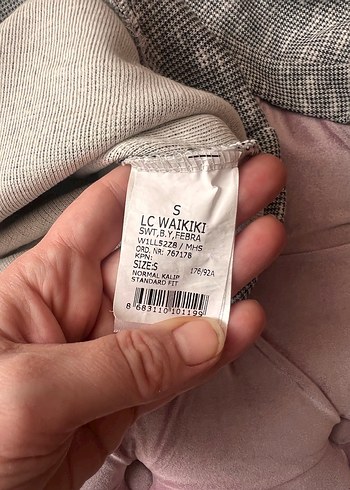 S
LC WAIKIKI
SWT,B.Y,FEBRA
W1LL52Z8 / MHS
ORD. NR: 767178
KPN:
SIZE:S 176/92A
NORMAL KALIP
STANDARD FIT
8 683110 101199